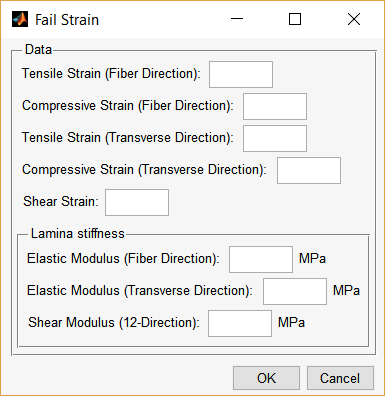 Fail Strain
Data
Tensile Strain (Fiber Direction):
Compressive Strain (Fiber Direction):
Tensile Strain (Transverse Direction):
Compressive Strain (Transverse Direction):
Shear Strain:
Lamina stiffness
Elastic Modulus (Fiber Direction): MPa
Elastic Modulus (Transverse Direction): MPa
Shear Modulus (12-Direction): MPa
OK Cancel